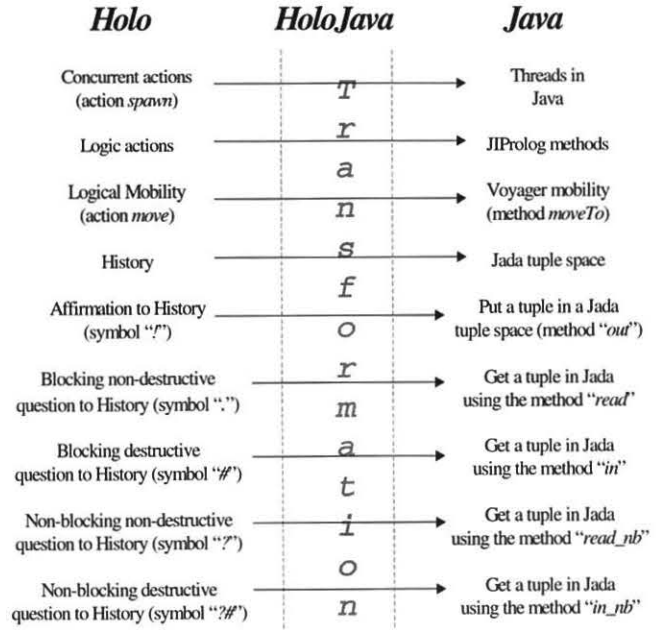 Holo HoloJava Java
Concurrent actions
(action spawn)
Threads in
Java
Logic actions
JIProlog methods
Logical Mobility
(action move)
Voyager mobility
(method moveTo)
History
Jada tuple space
Affirmation to History
(symbol “!”)
Put a tuple in a Jada
tuple space (method “out”)
Blocking non-destructive
question to History (symbol “.”)
Get a tuple in Jada
using the method “read”
Blocking destructive
question to History (symbol “#”)
Get a tuple in Jada
using the method “in”
Non-blocking non-destructive
question to History (symbol “?”)
Get a tuple in Jada
using the method “read_nb”
Non-blocking destructive
question to History (symbol “?#”)
Get a tuple in Jada
using the method “in_nb”
Transformation